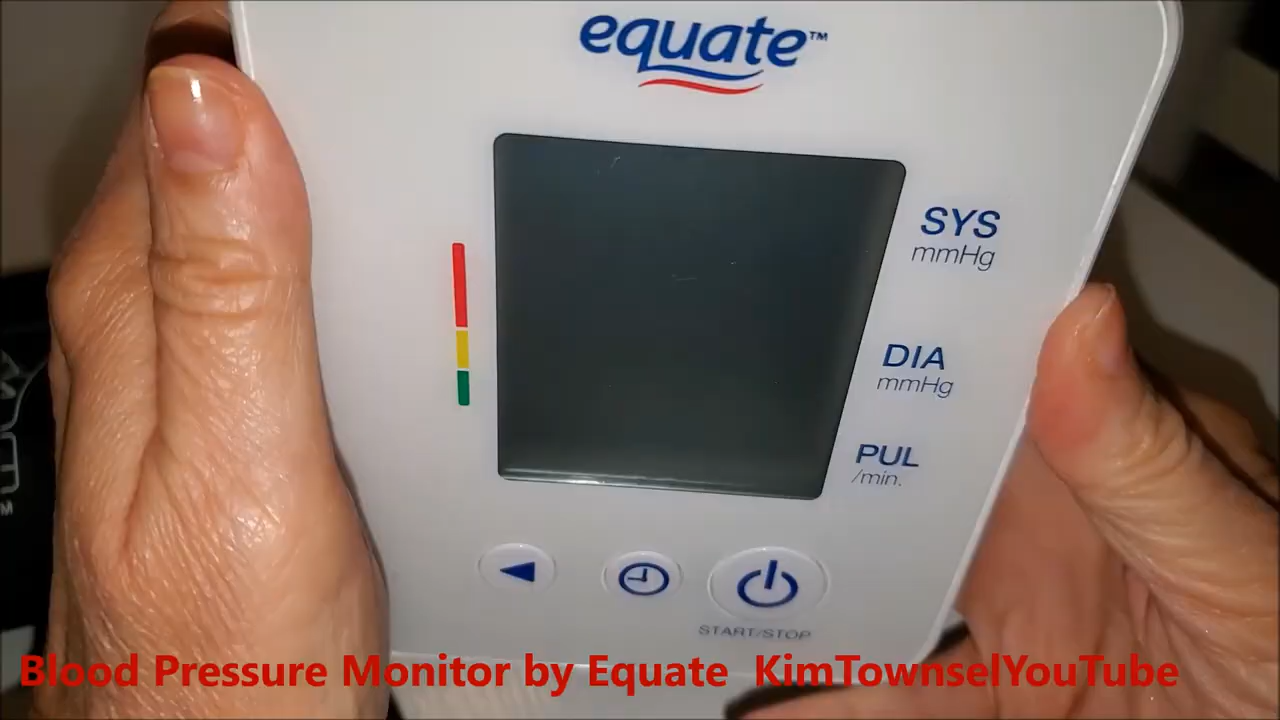 equate™
SYS
mmHg
DIA
mmHg
PUL
/min.
START/STOP
Blood Pressure Monitor by Equate KimTownselYouTube